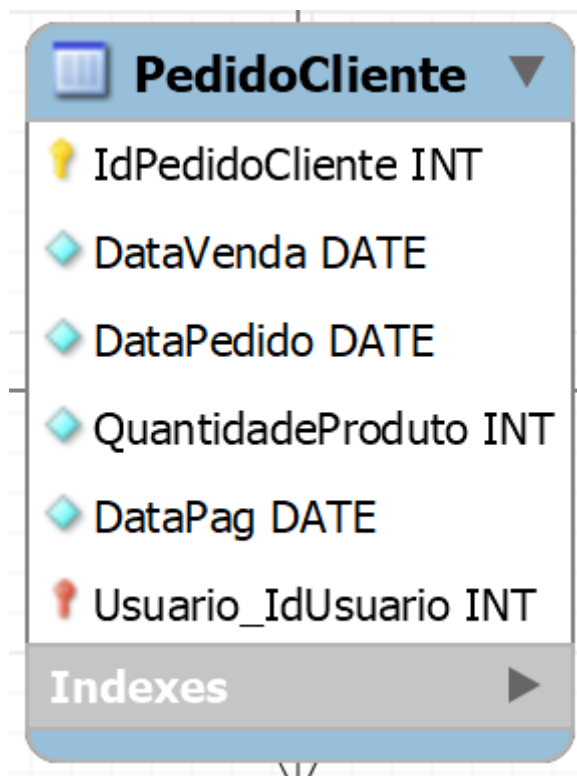 PedidoCliente
IdPedidoCliente INT
DataVenda DATE
DataPedido DATE
QuantidadeProduto INT
DataPag DATE
Usuario_IdUsuario INT
Indexes